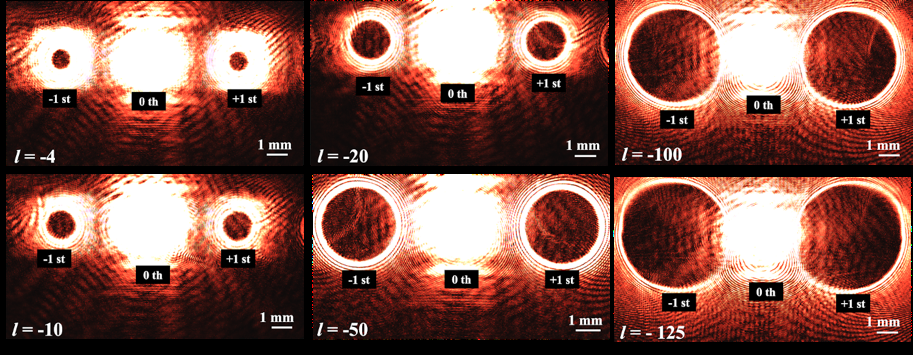 -1 st
0 th
+1 st
l = -4
1 mm
-1 st
0 th
+1 st
l = -20
1 mm
-1 st
0 th
+1 st
l = -100
1 mm
-1 st
0 th
+1 st
l = -10
1 mm
-1 st
0 th
+1 st
l = -50
1 mm
-1 st
0 th
+1 st
l = - 125
1 mm